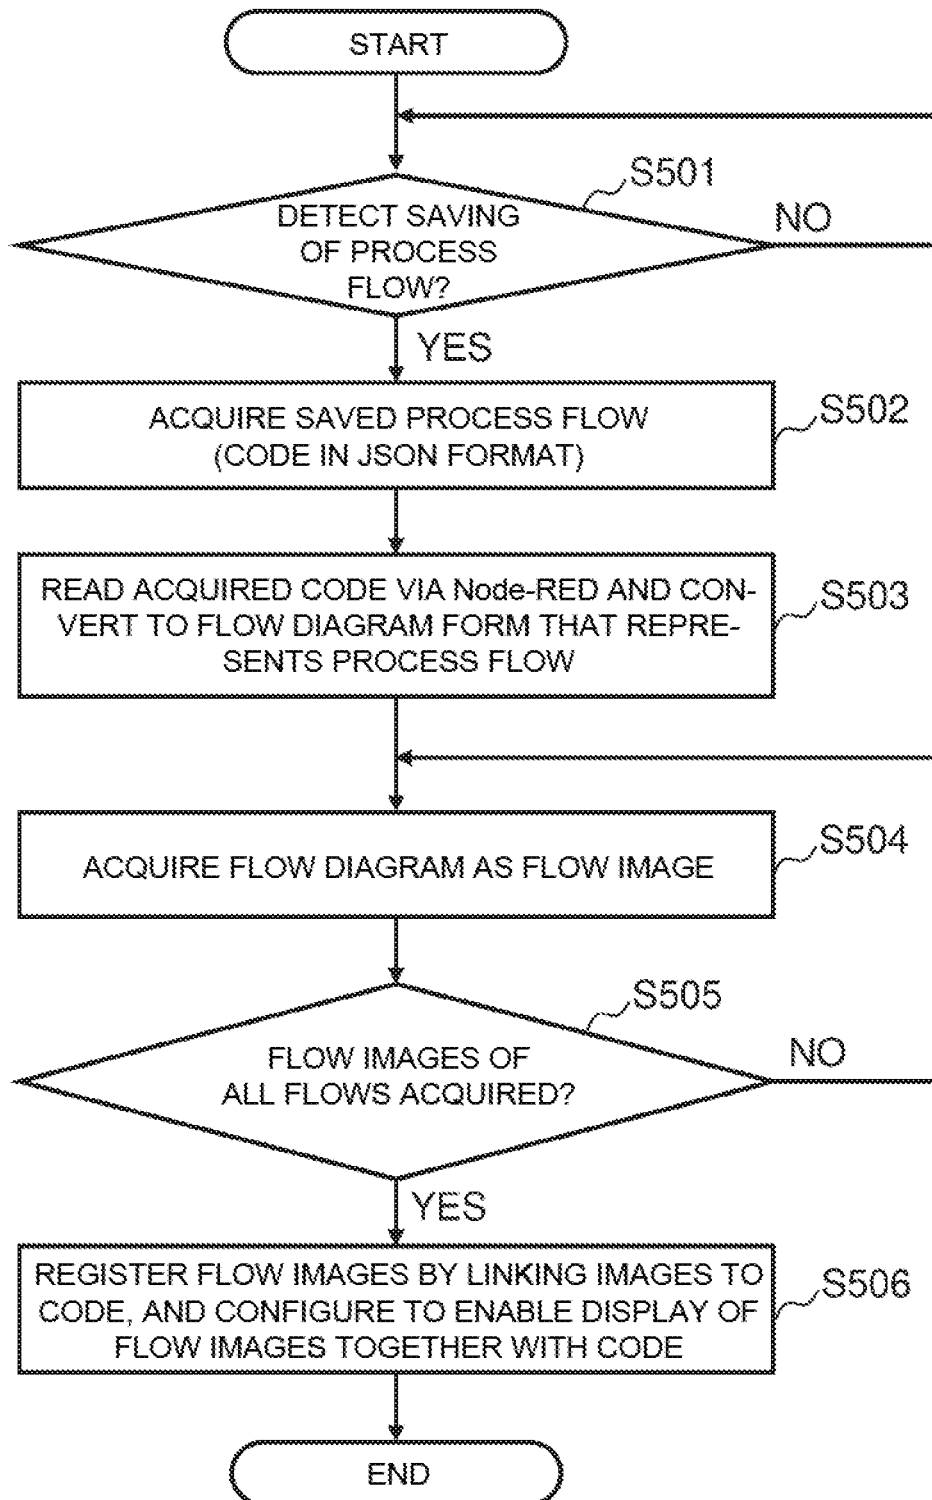 START
S501
DETECT SAVING
OF PROCESS
FLOW?
NO
YES
ACQUIRE SAVED PROCESS FLOW
(CODE IN JSON FORMAT)
S502
READ ACQUIRED CODE VIA Node-RED AND CON-
VERT TO FLOW DIAGRAM FORM THAT REPRE-
SENTS PROCESS FLOW
S503
ACQUIRE FLOW DIAGRAM AS FLOW IMAGE
S504
S505
FLOW IMAGES OF
ALL FLOWS ACQUIRED?
NO
YES
REGISTER FLOW IMAGES BY LINKING IMAGES TO
CODE, AND CONFIGURE TO ENABLE DISPLAY OF
FLOW IMAGES TOGETHER WITH CODE
S506
END